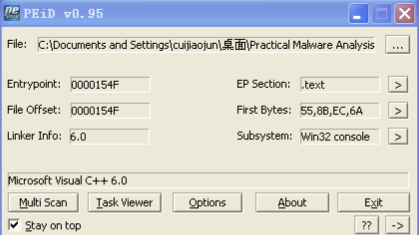 PEiD v0.95
File: C:\Documents and Settings\cuijiaojun\桌面\Practical Malware Analysis ...
Entrypoint: 0000154F EP Section: .text >
File Offset: 0000154F First Bytes: 55,8B,EC,6A >
Linker Info: 6.0 Subsystem: Win32 console >
Microsoft Visual C++ 6.0
Multi Scan Task Viewer Options About Exit
Stay on top ?? ->